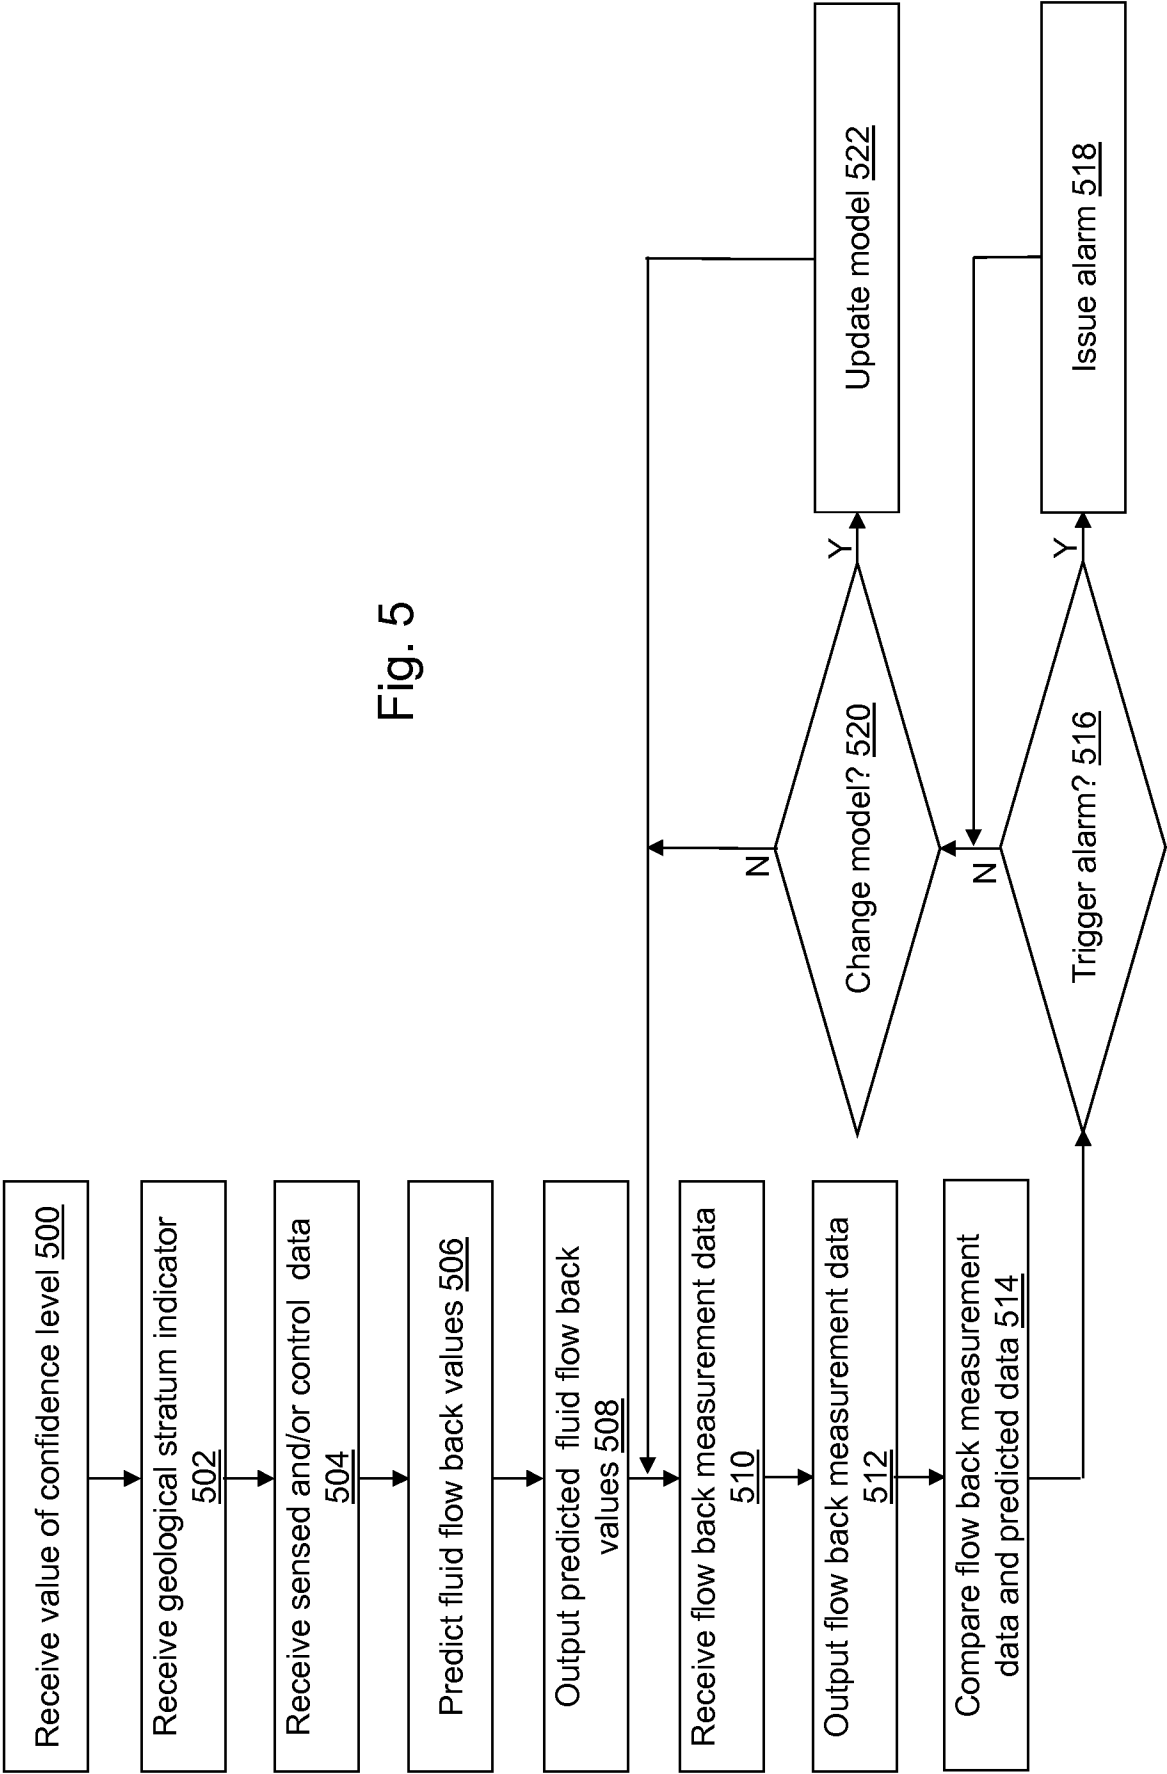 Receive value of confidence level 500
Receive geological stratum indicator
502
Receive sensed and/or control data
504
Predict fluid flow back values 506
Output predicted fluid flow back
values 508
Receive flow back measurement data
510
Output flow back measurement data
512
Compare flow back measurement
data and predicted data 514
Trigger alarm? 516
Y
N
Issue alarm 518
Change model? 520
Y
N
Update model 522
Fig. 5